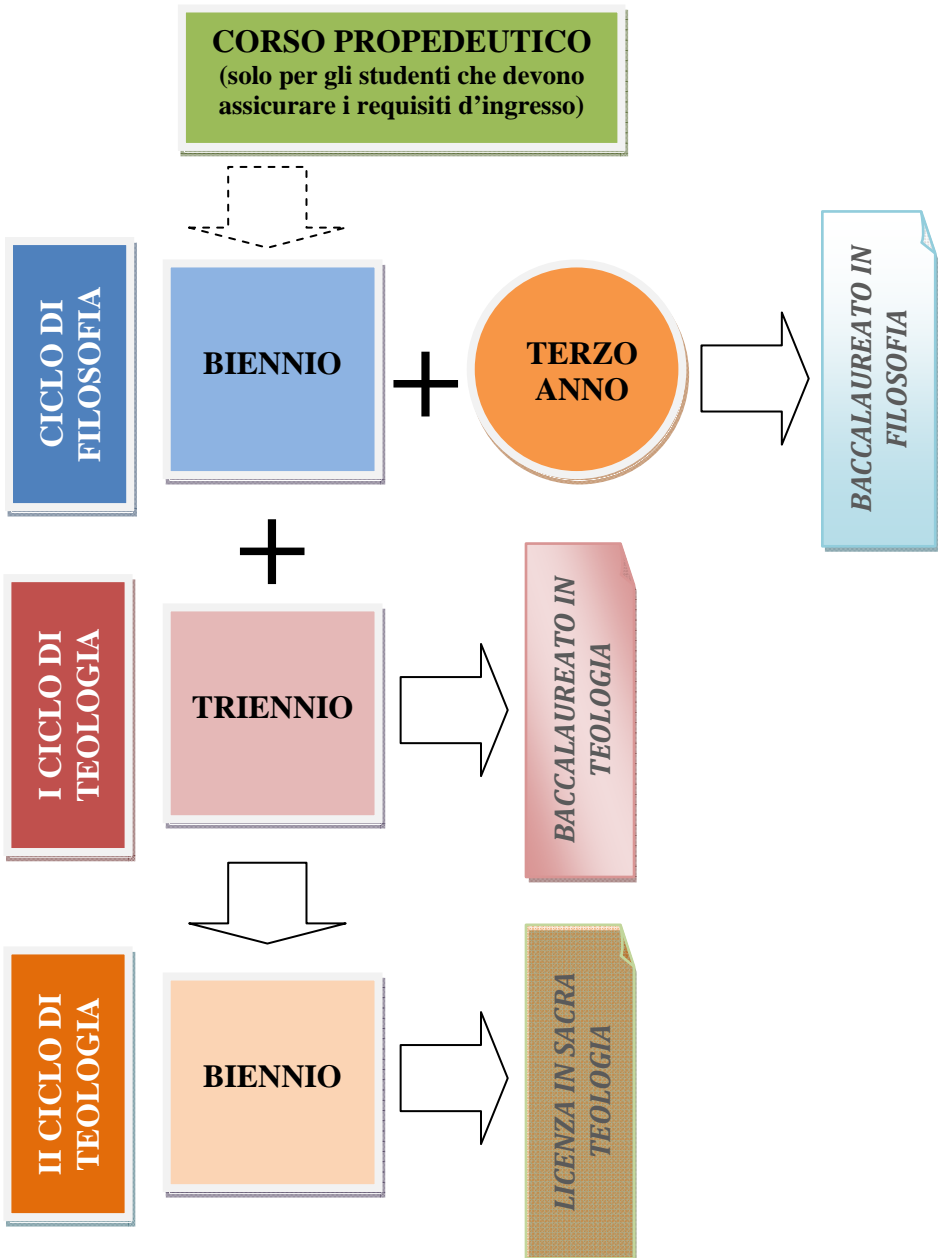 CORSO PROPEDEUTICO
(solo per gli studenti che devono
assicurare i requisiti d'ingresso)
CICLO DI
FILOSOFIA
BIENNIO
+
TERZO
ANNO
BACCALAUREATO IN
FILOSOFIA
+
I CICLO DI
TEOLOGIA
TRIENNIO
BACCALAUREATO IN
TEOLOGIA
II CICLO DI
TEOLOGIA
BIENNIO
LICENZA IN SACRA
TEOLOGIA